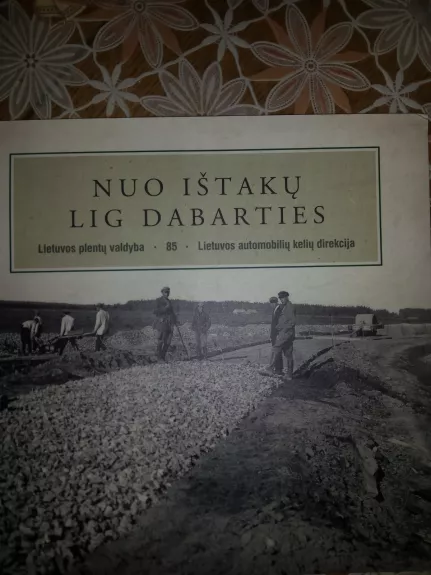 NUO IŠTAKŲ
LIG DABARTIES
Lietuvos plentų valdyba · 85 · Lietuvos automobilių kelių direkcija